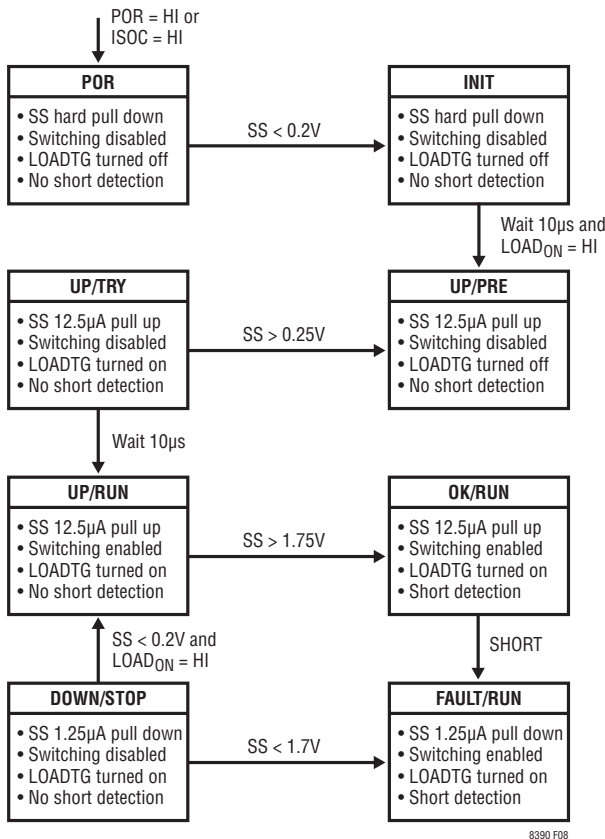 POR = HI or
ISOC = HI
POR
• SS hard pull down
• Switching disabled
• LOADTG turned off
• No short detection
SS < 0.2V
INIT
• SS hard pull down
• Switching disabled
• LOADTG turned off
• No short detection
Wait 10µs and
LOADON = HI
UP/TRY
• SS 12.5µA pull up
• Switching disabled
• LOADTG turned on
• No short detection
SS > 0.25V
UP/PRE
• SS 12.5µA pull up
• Switching disabled
• LOADTG turned off
• No short detection
Wait 10µs
UP/RUN
• SS 12.5µA pull up
• Switching enabled
• LOADTG turned on
• No short detection
SS > 1.75V
OK/RUN
• SS 12.5µA pull up
• Switching enabled
• LOADTG turned on
• Short detection
SS < 0.2V and
LOADON = HI
SHORT
DOWN/STOP
• SS 1.25µA pull down
• Switching disabled
• LOADTG turned on
• No short detection
SS < 1.7V
FAULT/RUN
• SS 1.25µA pull down
• Switching enabled
• LOADTG turned on
• Short detection
8390 F08